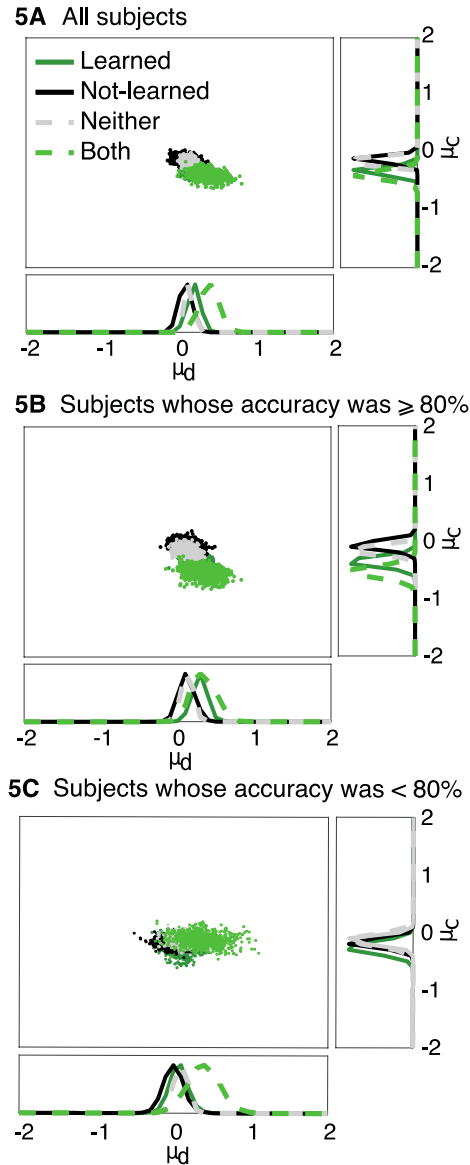 5A All subjects
Learned
Not-learned
Neither
Both
2
1
0
-1
-2
μc
-2 -1 0 1 2
μd
5B Subjects whose accuracy was ⩾ 80%
2
1
0
-1
-2
μc
-2 -1 0 1 2
μd
5C Subjects whose accuracy was < 80%
2
1
0
-1
-2
μc
-2 -1 0 1 2
μd